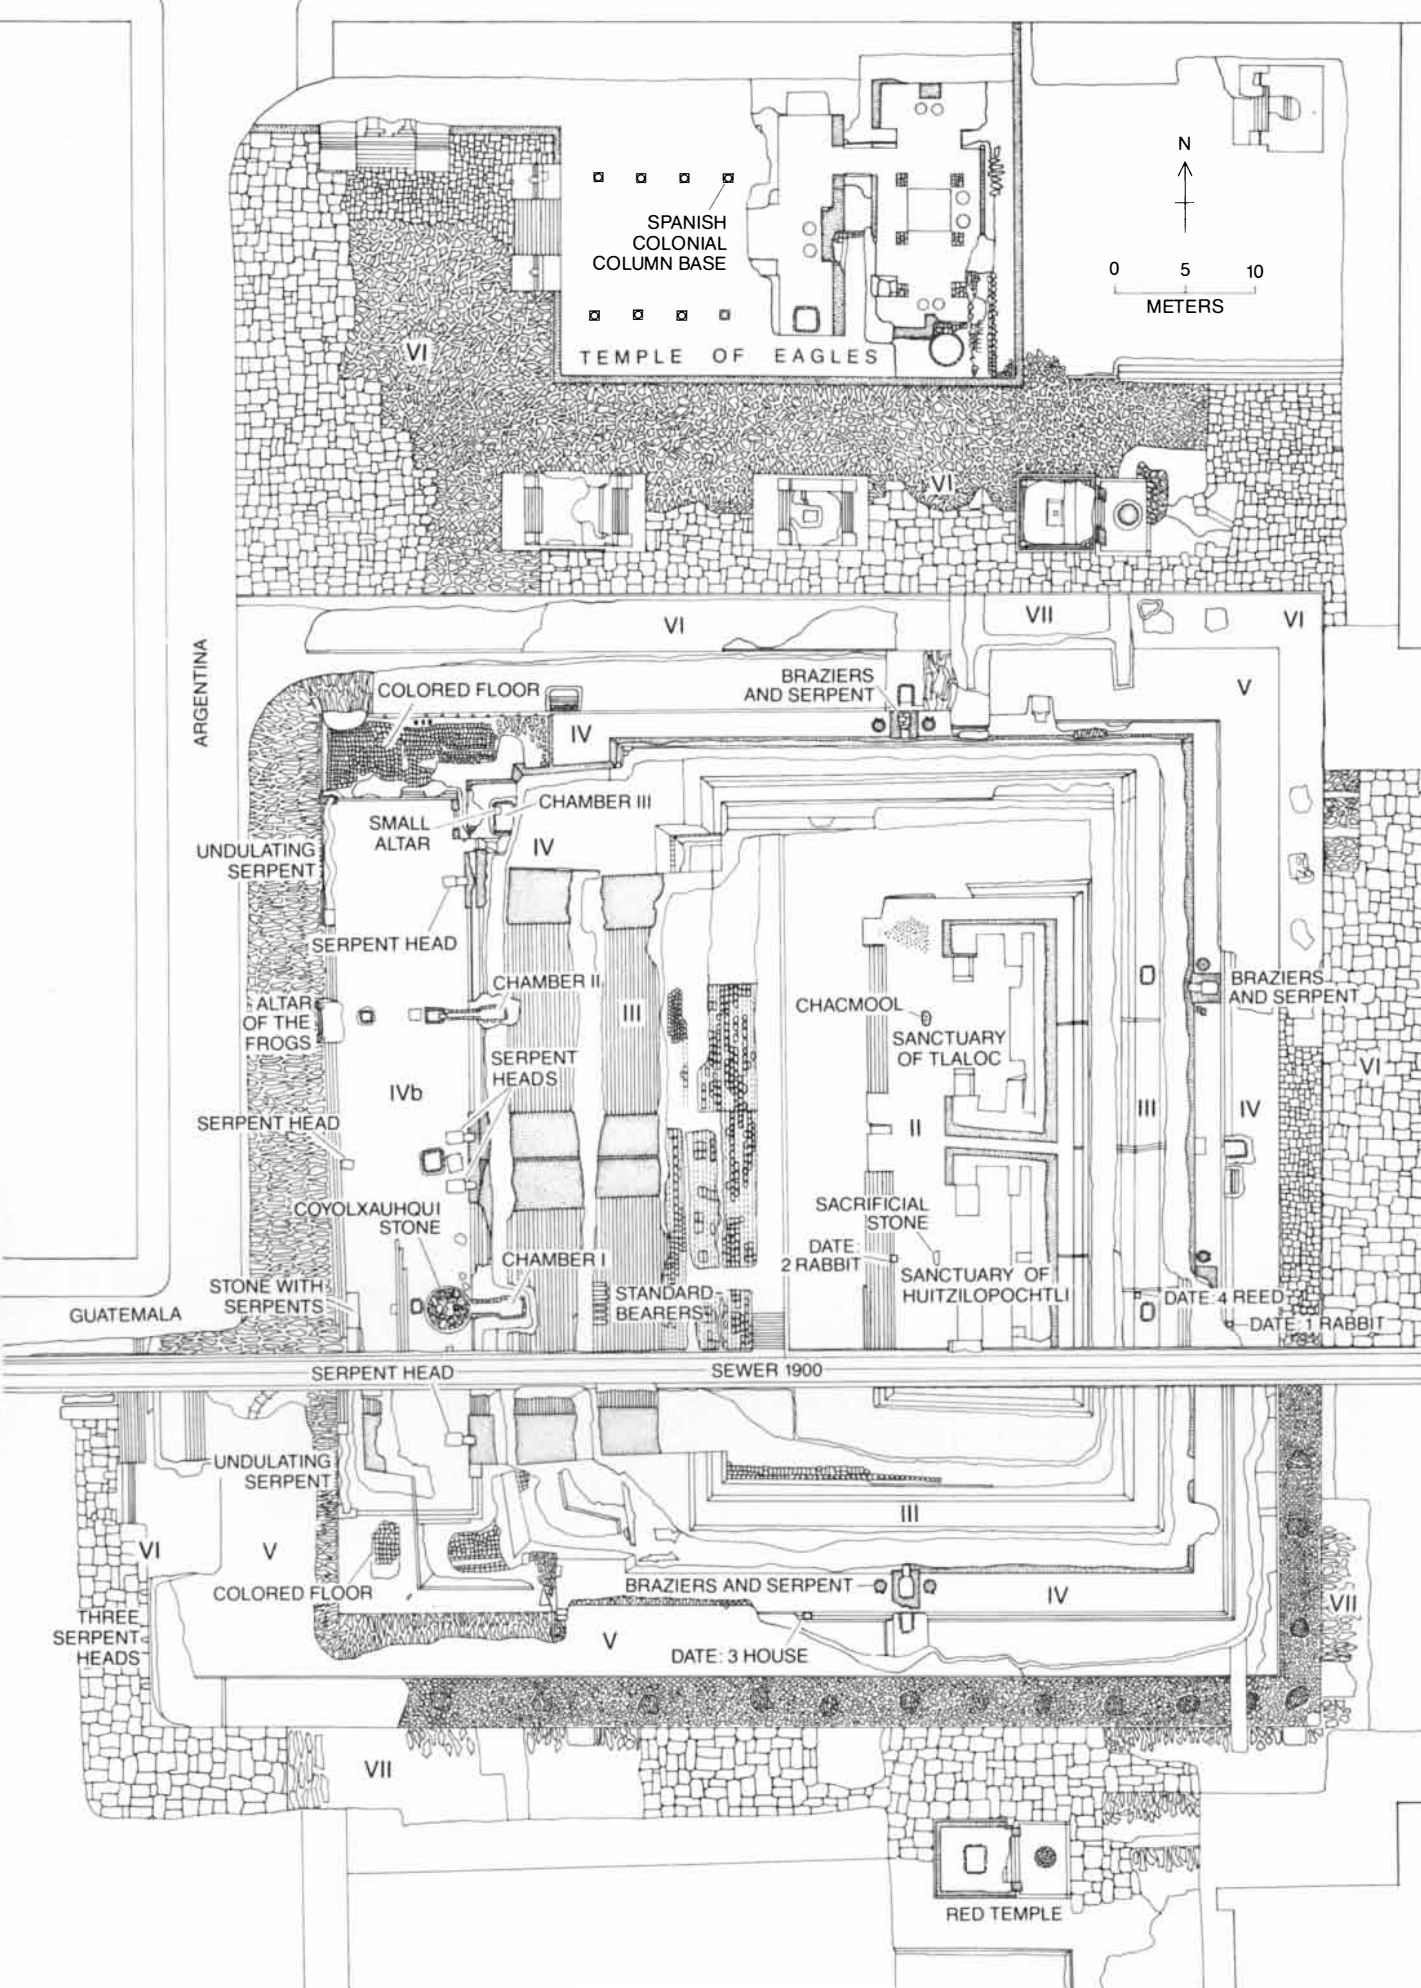 N
0 5 10
METERS
SPANISH
COLONIAL
COLUMN BASE
TEMPLE OF EAGLES
VI
VI
VI
VII
VI
ARGENTINA
COLORED FLOOR
BRAZIERS
AND SERPENT
V
IV
CHAMBER III
SMALL
ALTAR
IV
UNDULATING
SERPENT
SERPENT HEAD
CHAMBER II
BRAZIERS
AND SERPENT
ALTAR
OF THE
FROGS
III
CHACMOOL
SANCTUARY
OF TLALOC
SERPENT
HEADS
VI
IVb
III
IV
SERPENT HEAD
II
COYOLXAUHQUI
STONE
SACRIFICIAL
STONE
DATE:
2 RABBIT
CHAMBER I
SANCTUARY OF
HUITZILOPOCHTLI
STONE WITH
SERPENTS
STANDARD
BEARERS
DATE: 4 REED
GUATEMALA
DATE: 1 RABBIT
SERPENT HEAD
SEWER 1900
UNDULATING
SERPENT
III
VI
V
COLORED FLOOR
BRAZIERS AND SERPENT
IV
VII
THREE
SERPENT
HEADS
V
DATE: 3 HOUSE
VII
RED TEMPLE